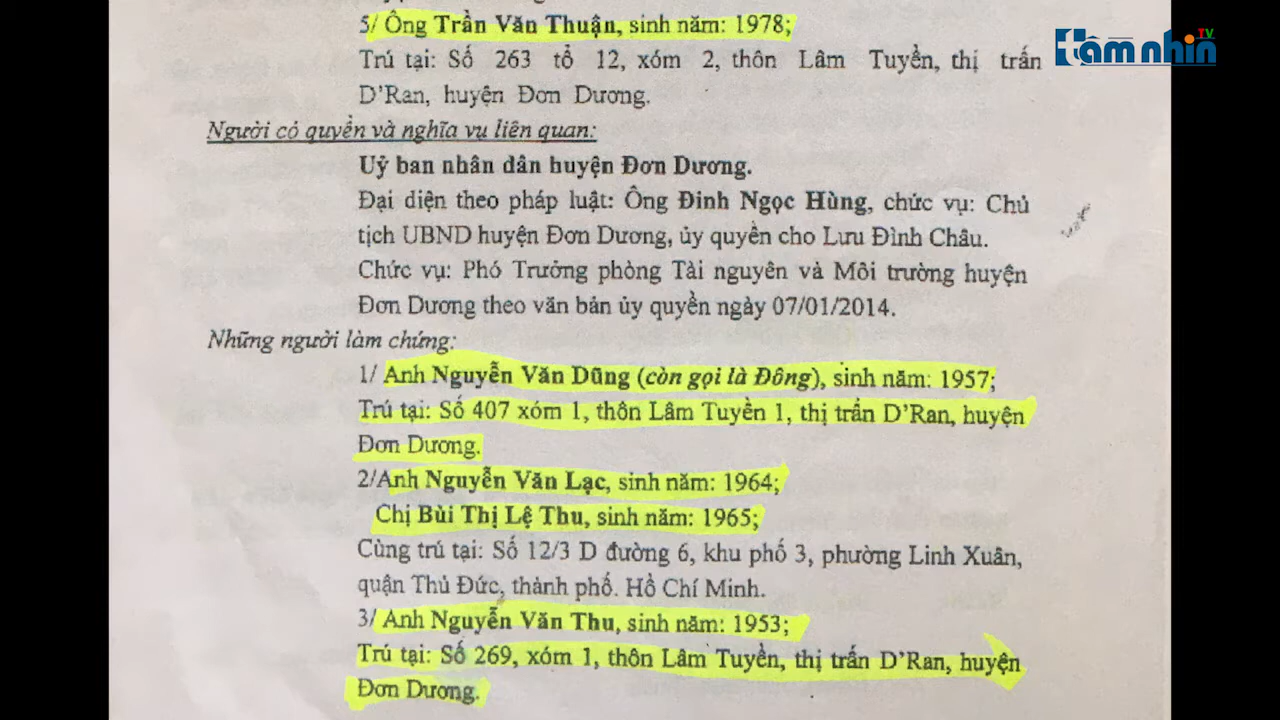 5/ Ông Trần Văn Thuận, sinh năm: 1978;
tầm nhìn TV
Trú tại: Số 263 tổ 12, xóm 2, thôn Lâm Tuyền, thị trấn
D'Ran, huyện Đơn Dương.
Người có quyền và nghĩa vụ liên quan:
Uỷ ban nhân dân huyện Đơn Dương.
Đại diện theo pháp luật: Ông Đinh Ngọc Hùng, chức vụ: Chủ
tịch UBND huyện Đơn Dương, ủy quyền cho Lưu Đình Châu.
Chức vụ: Phó Trưởng phòng Tài nguyên và Môi trường huyện
Đơn Dương theo văn bản ủy quyền ngày 07/01/2014.
Những người làm chứng:
1/ Anh Nguyễn Văn Dũng (còn gọi là Đông), sinh năm: 1957;
Trú tại: Số 407 xóm 1, thôn Lâm Tuyền 1, thị trấn D'Ran, huyện
Đơn Dương.
2/Anh Nguyễn Văn Lạc, sinh năm: 1964;
Chị Bùi Thị Lệ Thu, sinh năm: 1965;
Cùng trú tại: Số 12/3 D đường 6, khu phố 3, phường Linh Xuân,
quận Thủ Đức, thành phố. Hồ Chí Minh.
3/ Anh Nguyễn Văn Thu, sinh năm: 1953;
Trú tại: Số 269, xóm 1, thôn Lâm Tuyền, thị trấn D'Ran, huyện
Đơn Dương.